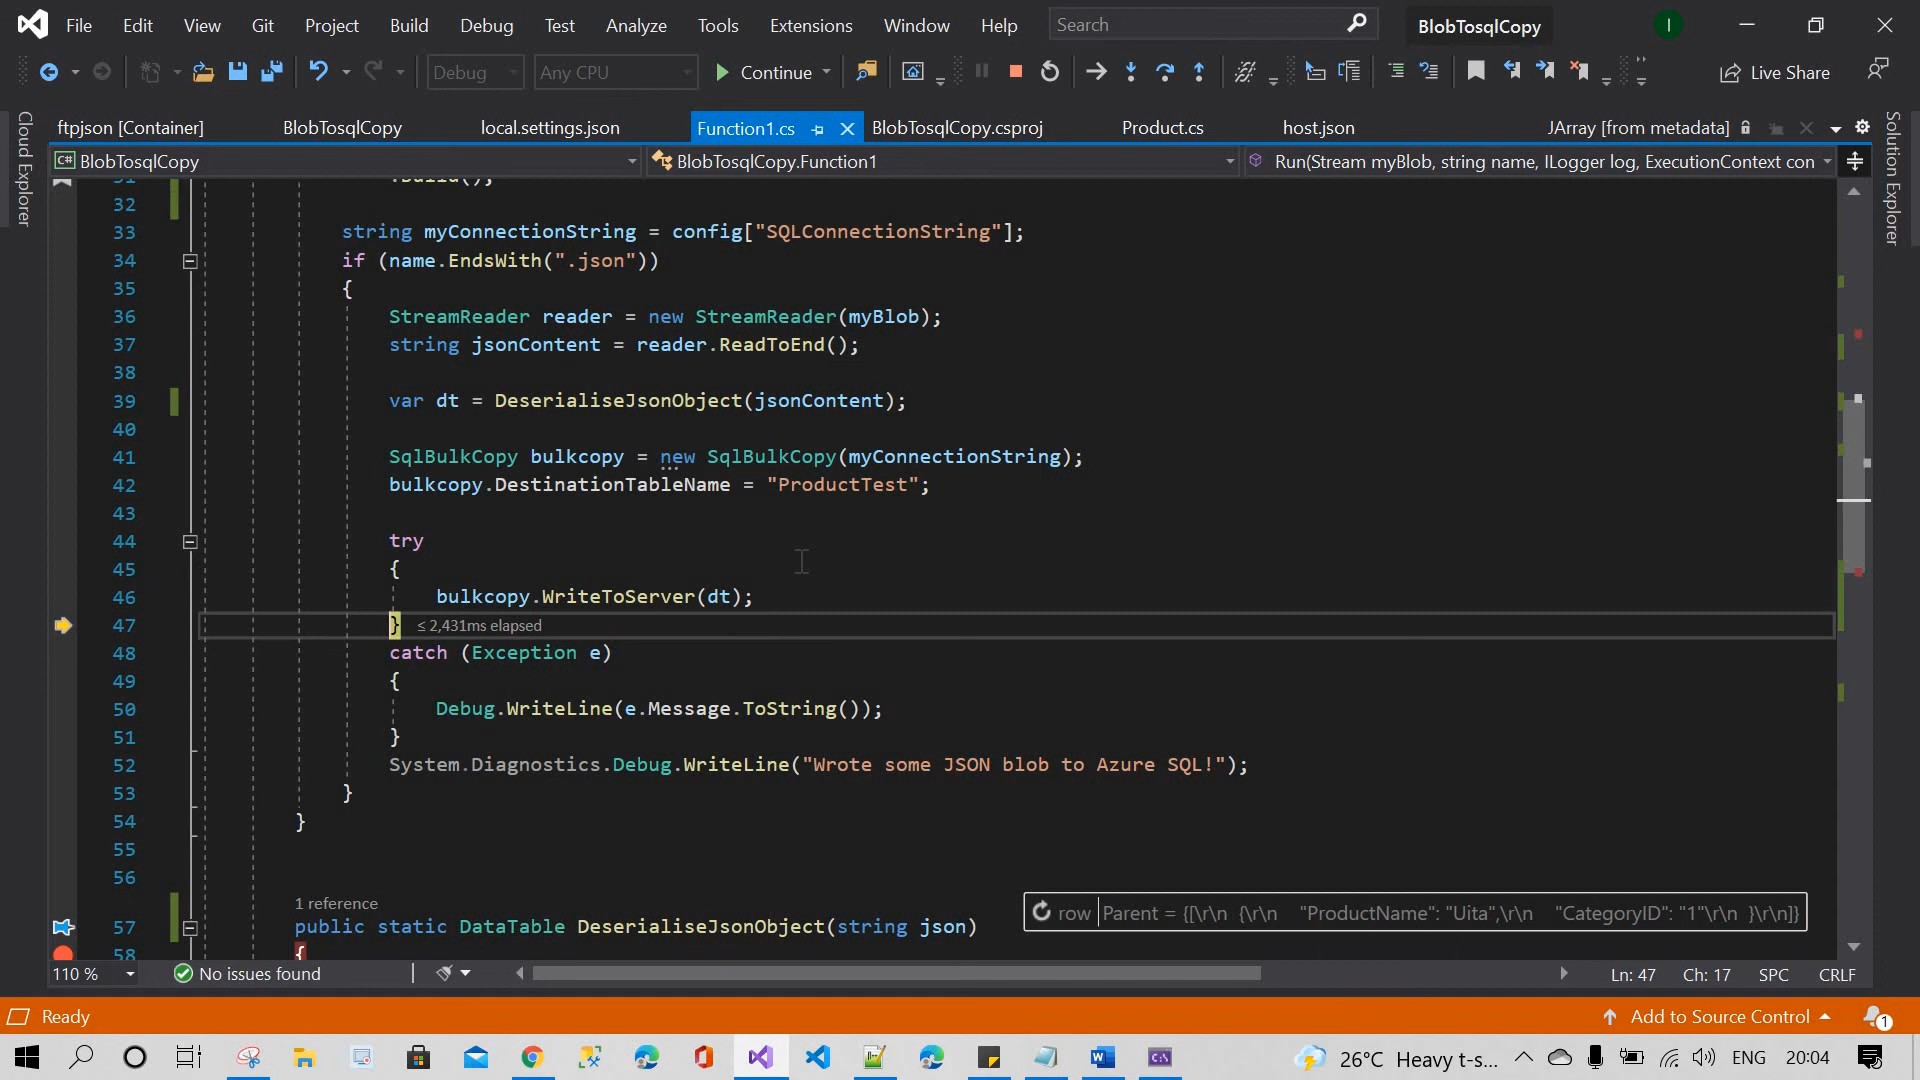 File Edit View Git Project Build Debug Test Analyze Tools Extensions Window Help Search BlobTosqlCopy I
Debug Any CPU Continue Live Share
ftpjson [Container] BlobTosqlCopy local.settings.json Function1.cs BlobTosqlCopy.csproj Product.cs host.json JArray [from metadata]
C# BlobTosqlCopy BlobTosqlCopy.Function1 Run(Stream myBlob, string name, ILogger log, ExecutionContext con
Cloud Explorer
Solution Explorer
32
33 string myConnectionString = config["SQLConnectionString"];
34 if (name.EndsWith(".json"))
35 {
36 StreamReader reader = new StreamReader(myBlob);
37 string jsonContent = reader.ReadToEnd();
38
39 var dt = DeserialiseJsonObject(jsonContent);
40
41 SqlBulkCopy bulkcopy = new SqlBulkCopy(myConnectionString);
42 bulkcopy.DestinationTableName = "ProductTest";
43
44 try
45 {
46 bulkcopy.WriteToServer(dt);
47 } ≤ 2,431ms elapsed
48 catch (Exception e)
49 {
50 Debug.WriteLine(e.Message.ToString());
51 }
52 System.Diagnostics.Debug.WriteLine("Wrote some JSON blob to Azure SQL!");
53 }
54 }
55
56
1 reference
57 public static DataTable DeserialiseJsonObject(string json)
row Parent = {[\r\n {\r\n "ProductName": "Uita",\r\n "CategoryID": "1"\r\n }\r\n]}
58 {
110 % No issues found Ln: 47 Ch: 17 SPC CRLF
Ready Add to Source Control 1
26°C Heavy t-s... ENG 20:04